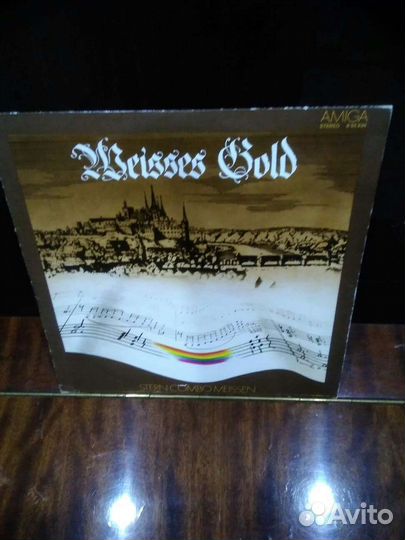 AMIGA
STEREO
Weisses Gold
STERN COMBO MEISSEN
Avito